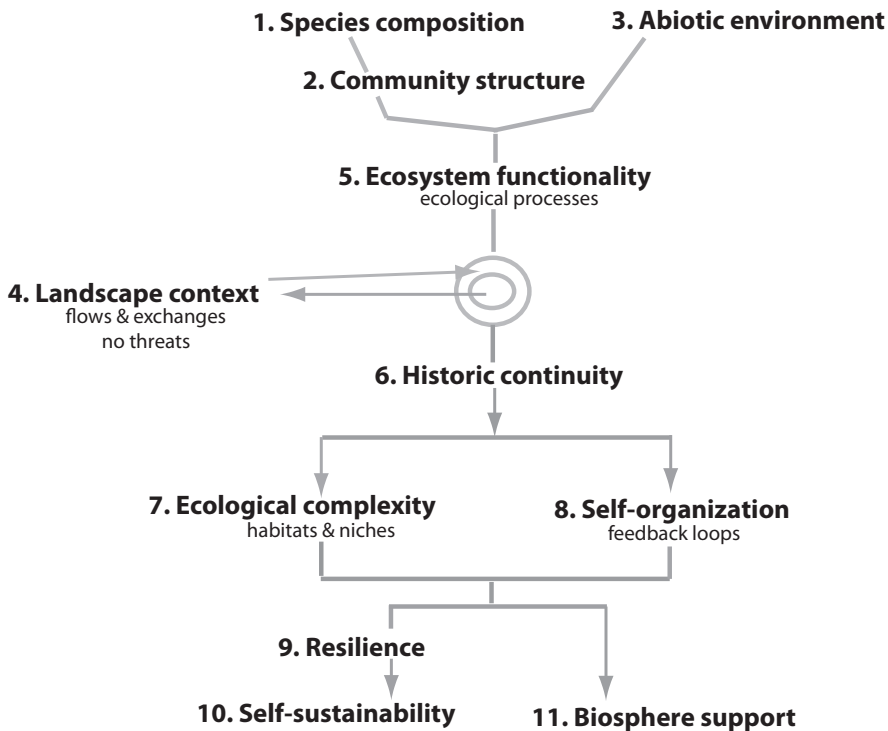 1. Species composition
3. Abiotic environment
2. Community structure
5. Ecosystem functionality
ecological processes
4. Landscape context
flows & exchanges
no threats
6. Historic continuity
7. Ecological complexity
habitats & niches
8. Self-organization
feedback loops
9. Resilience
10. Self-sustainability
11. Biosphere support